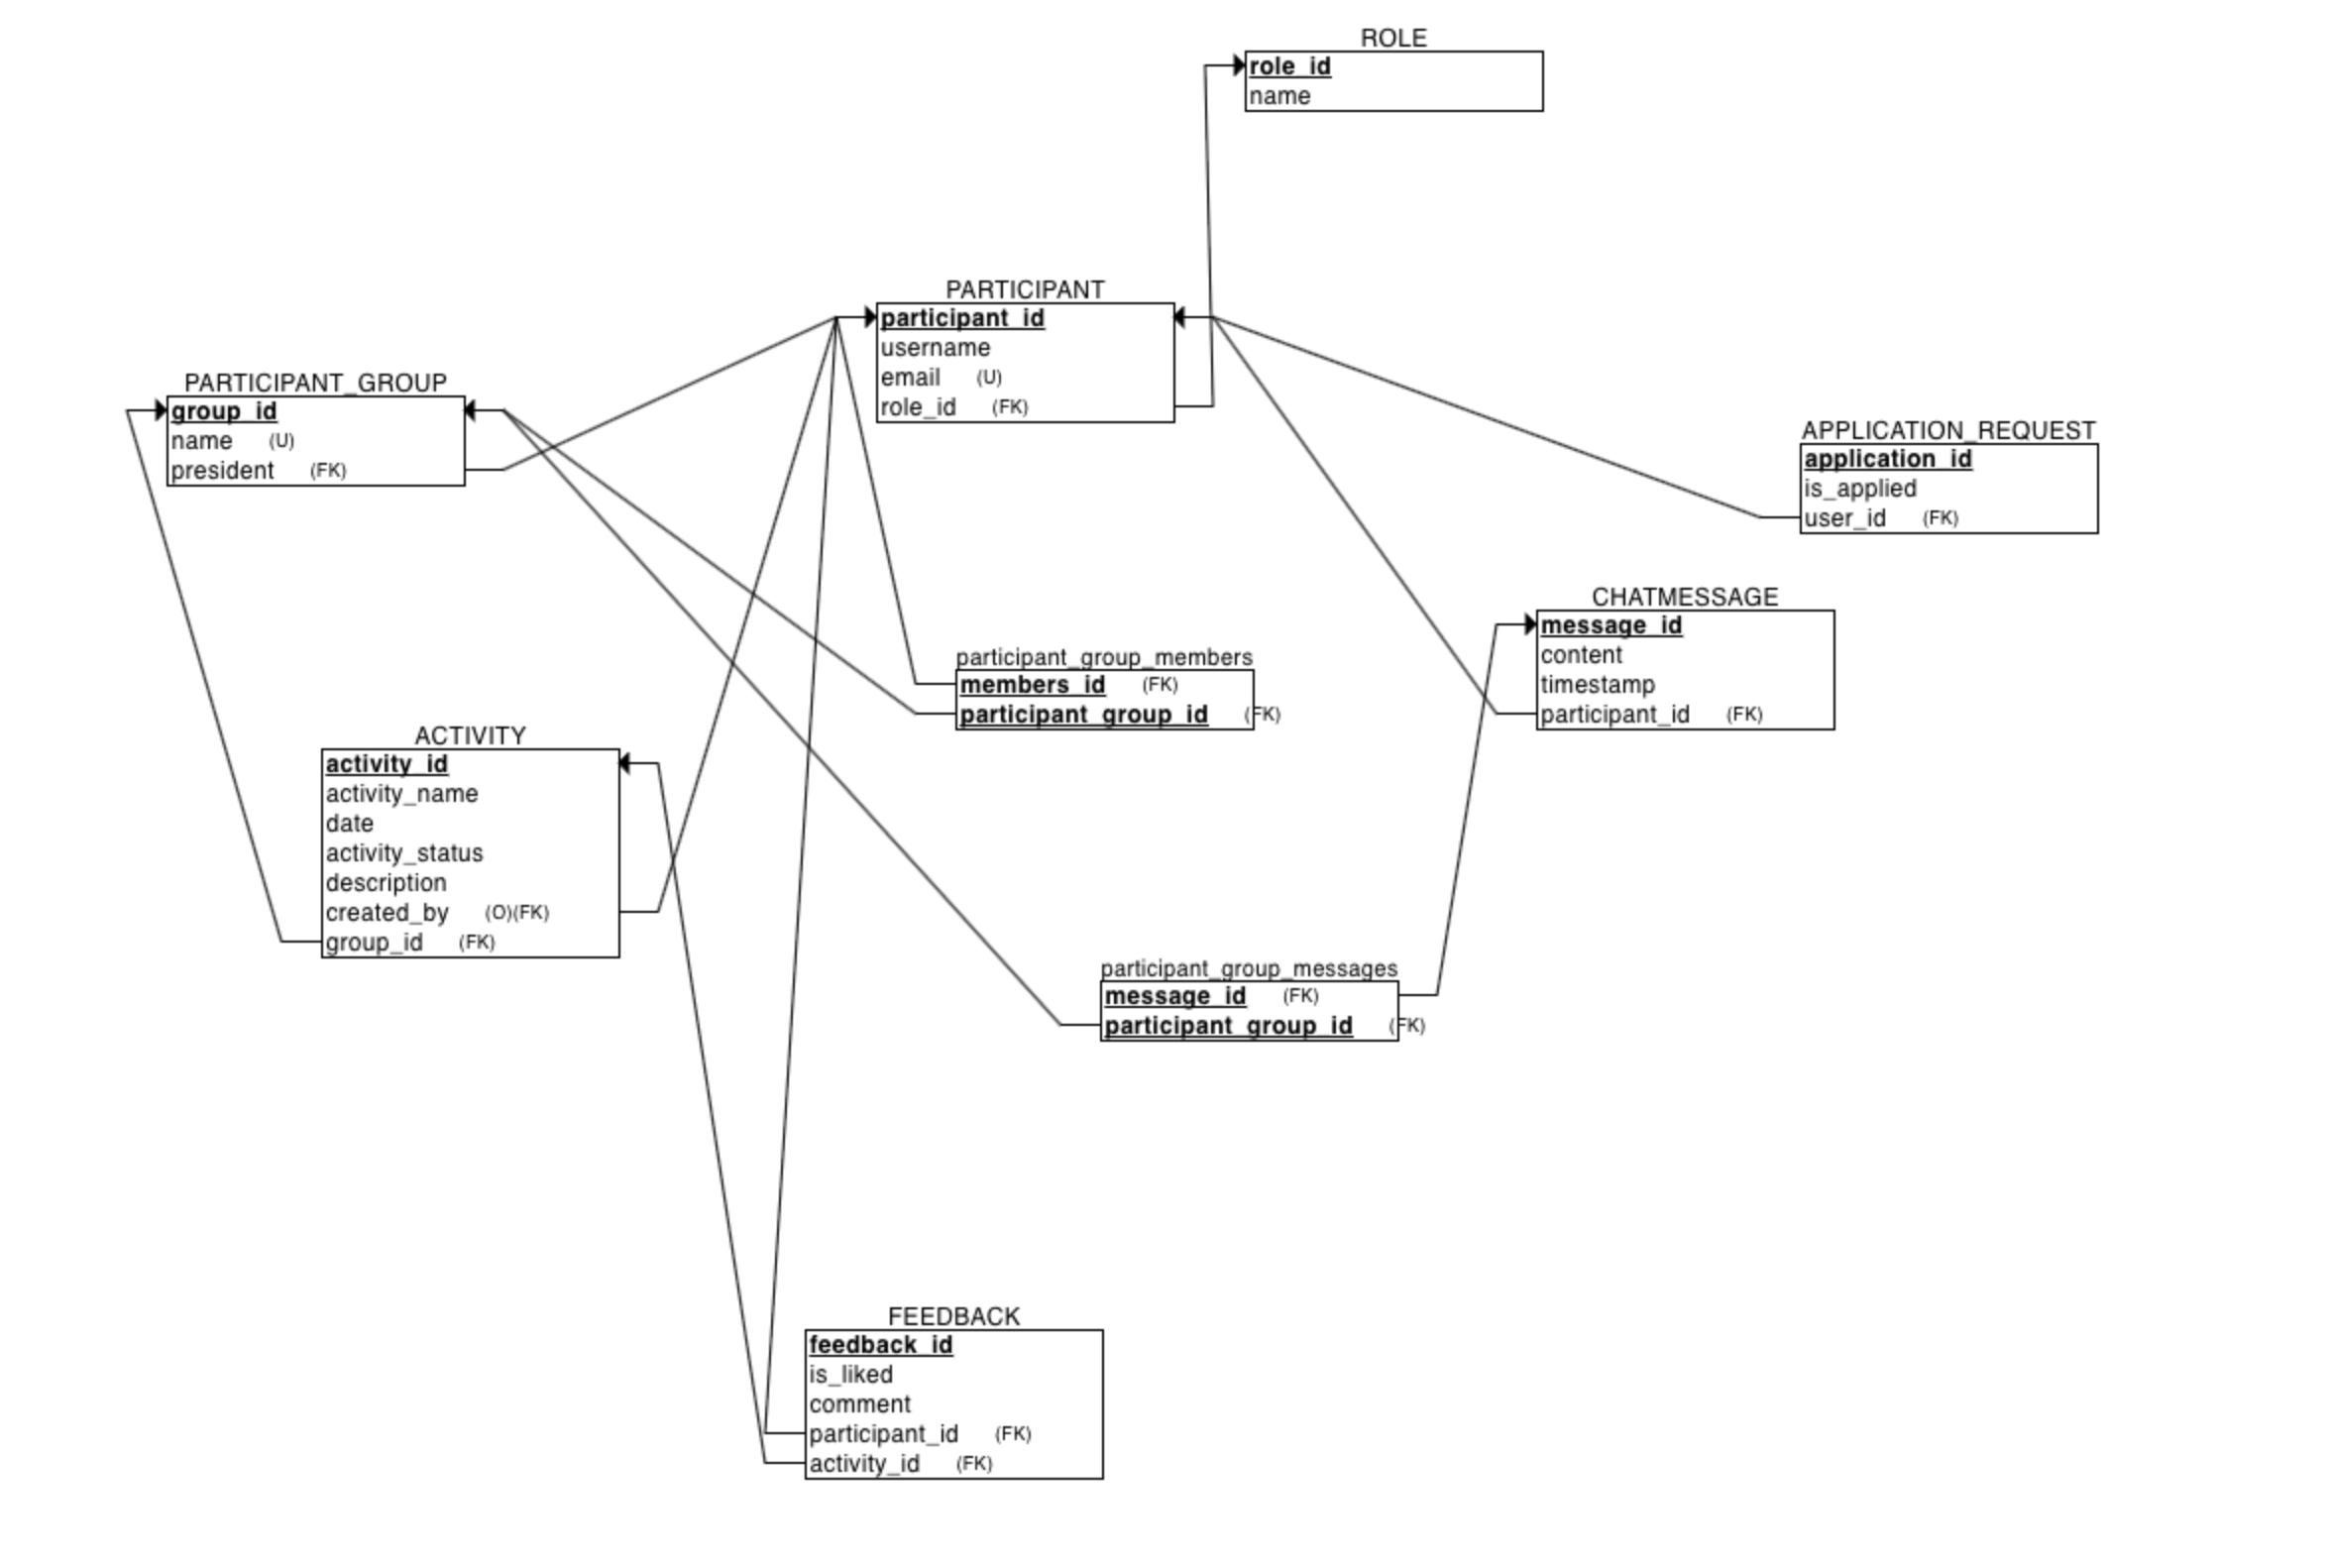 ROLE
role_id
name
PARTICIPANT
participant_id
username
email (U)
role_id (FK)
PARTICIPANT_GROUP
group_id
name (U)
president (FK)
APPLICATION_REQUEST
application_id
is_applied
user_id (FK)
CHATMESSAGE
message_id
content
timestamp
participant_id (FK)
participant_group_members
members_id (FK)
participant_group_id (FK)
ACTIVITY
activity_id
activity_name
date
activity_status
description
created_by (O)(FK)
group_id (FK)
participant_group_messages
message_id (FK)
participant_group_id (FK)
FEEDBACK
feedback_id
is_liked
comment
participant_id (FK)
activity_id (FK)